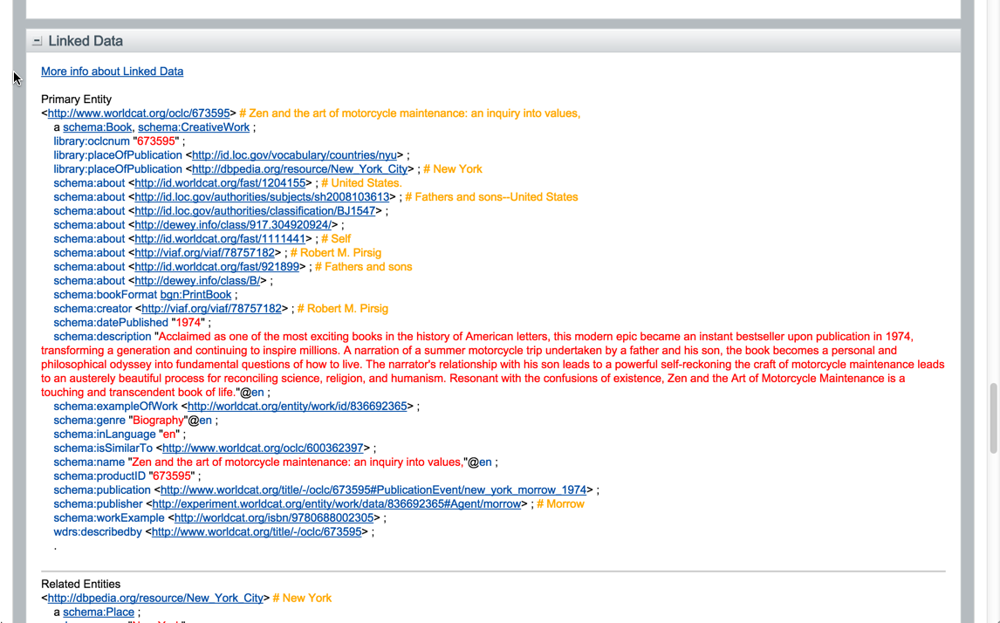 Linked Data
More info about Linked Data
Primary Entity
<http://www.worldcat.org/oclc/673595> # Zen and the art of motorcycle maintenance: an inquiry into values,
a schema:Book, schema:CreativeWork ;
library:oclcnum "673595" ;
library:placeOfPublication <http://id.loc.gov/vocabulary/countries/nyu> ;
library:placeOfPublication <http://dbpedia.org/resource/New_York_City> ; # New York
schema:about <http://id.worldcat.org/fast/1204155> ; # United States.
schema:about <http://id.loc.gov/authorities/subjects/sh2008103613> ; # Fathers and sons--United States
schema:about <http://id.loc.gov/authorities/classification/BJ1547> ;
schema:about <http://dewey.info/class/917.304920924/> ;
schema:about <http://id.worldcat.org/fast/1111441> ; # Self
schema:about <http://viaf.org/viaf/78757182> ; # Robert M. Pirsig
schema:about <http://id.worldcat.org/fast/921899> ; # Fathers and sons
schema:about <http://dewey.info/class/B/> ;
schema:bookFormat bgn:PrintBook ;
schema:creator <http://viaf.org/viaf/78757182> ; # Robert M. Pirsig
schema:datePublished "1974" ;
schema:description "Acclaimed as one of the most exciting books in the history of American letters, this modern epic became an instant bestseller upon publication in 1974,
transforming a generation and continuing to inspire millions. A narration of a summer motorcycle trip undertaken by a father and his son, the book becomes a personal and
philosophical odyssey into fundamental questions of how to live. The narrator's relationship with his son leads to a powerful self-reckoning the craft of motorcycle maintenance leads
to an austerely beautiful process for reconciling science, religion, and humanism. Resonant with the confusions of existence, Zen and the Art of Motorcycle Maintenance is a
touching and transcendent book of life."@en ;
schema:exampleOfWork <http://worldcat.org/entity/work/id/836692365> ;
schema:genre "Biography"@en ;
schema:inLanguage "en" ;
schema:isSimilarTo <http://www.worldcat.org/oclc/600362397> ;
schema:name "Zen and the art of motorcycle maintenance: an inquiry into values,"@en ;
schema:productID "673595" ;
schema:publication <http://www.worldcat.org/title/-/oclc/673595#PublicationEvent/new_york_morrow_1974> ;
schema:publisher <http://experiment.worldcat.org/entity/work/data/836692365#Agent/morrow> ; # Morrow
schema:workExample <http://worldcat.org/isbn/9780688002305> ;
wdrs:describedby <http://www.worldcat.org/title/-/oclc/673595> ;
.
Related Entities
<http://dbpedia.org/resource/New_York_City> # New York
a schema:Place ;